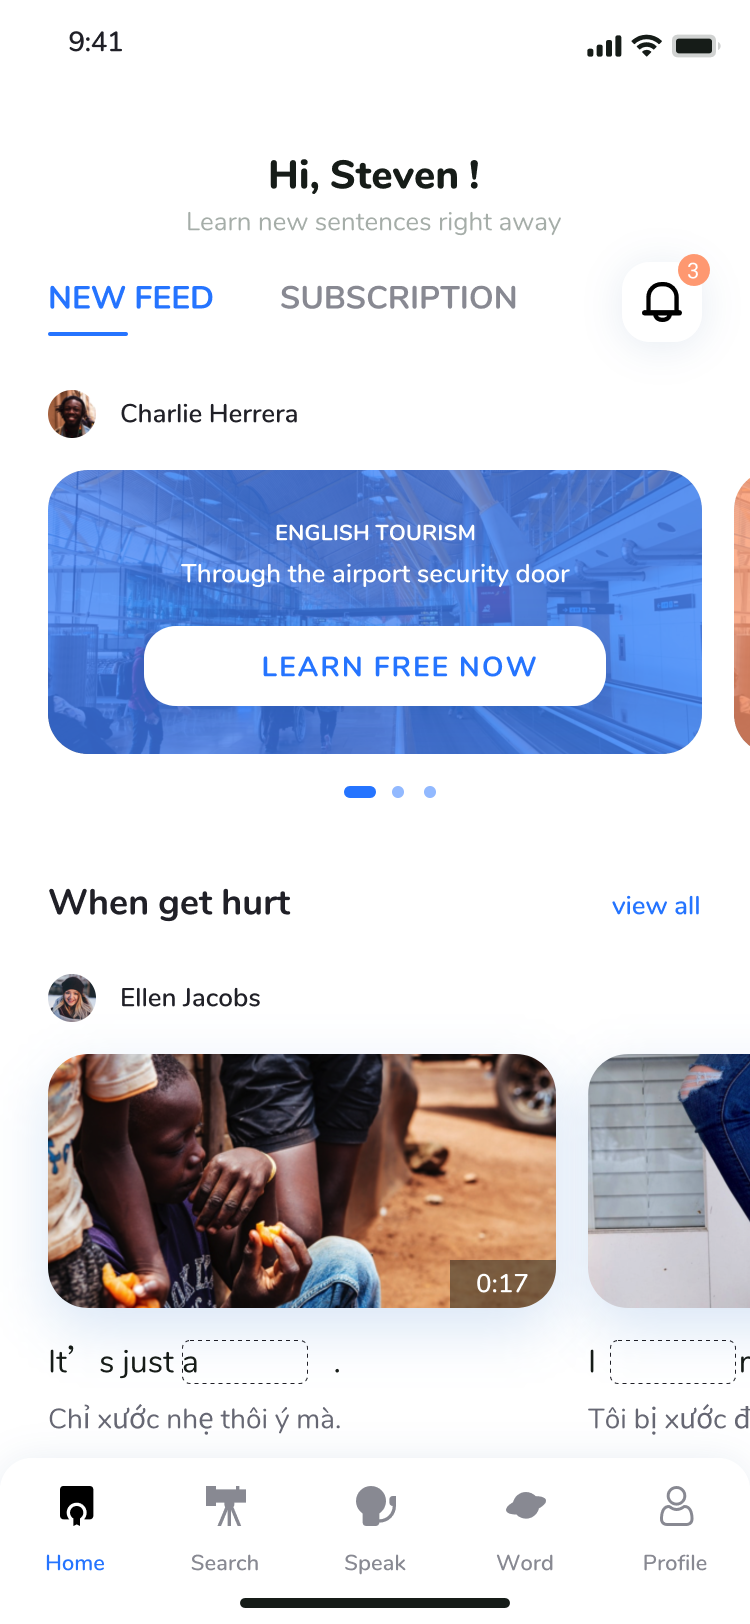 9:41
Hi, Steven !
Learn new sentences right away
NEW FEED
SUBSCRIPTION
3
Charlie Herrera
ENGLISH TOURISM
Through the airport security door
LEARN FREE NOW
When get hurt
view all
Ellen Jacobs
0:17
It’ s just a .
I
Chỉ xước nhẹ thôi ý mà.
Tôi bị xước
Home
Search
Speak
Word
Profile